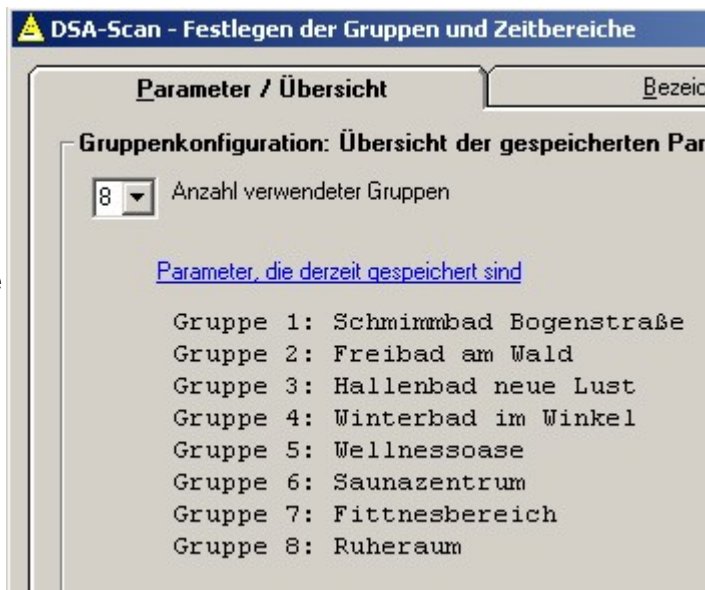 DSA-Scan - Festlegen der Gruppen und Zeitbereiche
Parameter / Übersicht
Gruppenkonfiguration: Übersicht der gespeicherten
8 Anzahl verwendeter Gruppen
Parameter, die derzeit gespeichert sind
Gruppe 1: Schmimmbad Bogenstraße
Gruppe 2: Freibad am Wald
Gruppe 3: Hallenbad neue Lust
Gruppe 4: Winterbad im Winkel
Gruppe 5: Wellnessoase
Gruppe 6: Saunazentrum
Gruppe 7: Fittnesbereich
Gruppe 8: Ruheraum